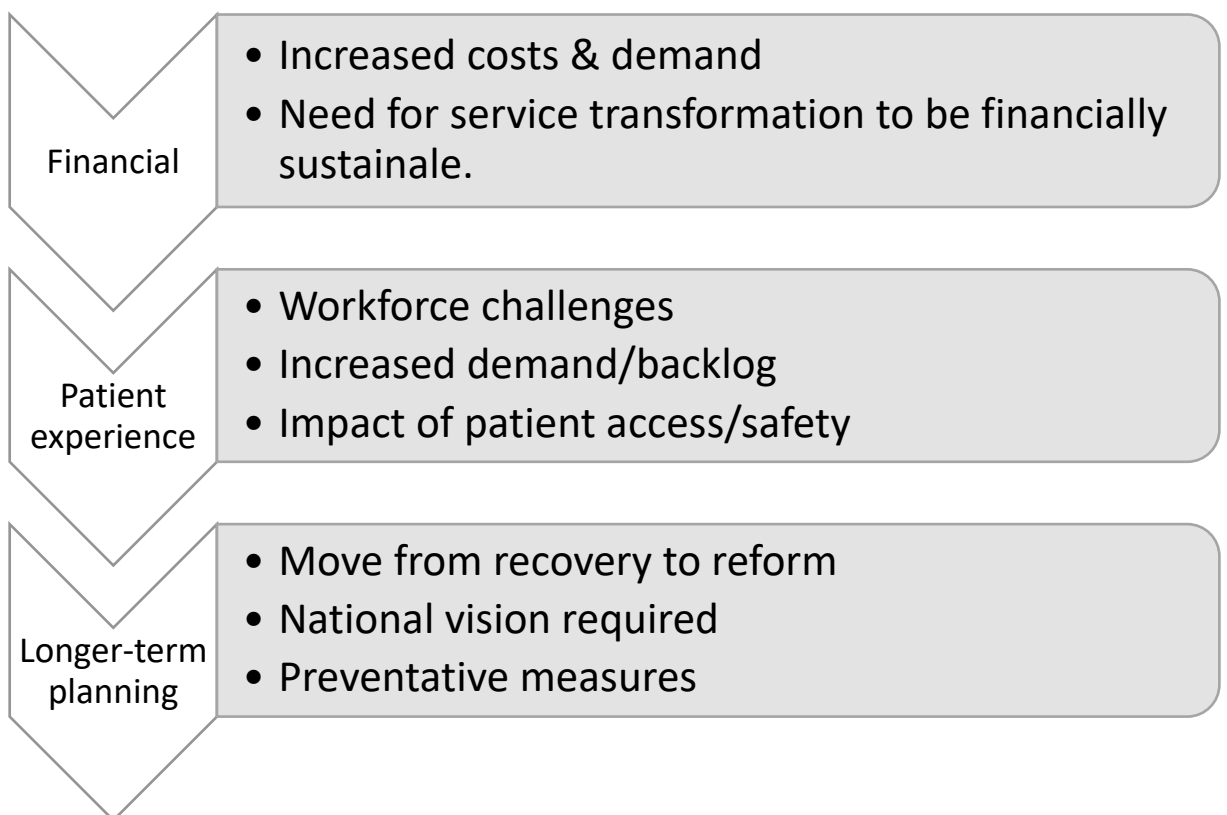 Financial
• Increased costs & demand
• Need for service transformation to be financially
sustainale.
Patient
experience
• Workforce challenges
• Increased demand/backlog
• Impact of patient access/safety
Longer-term
planning
• Move from recovery to reform
• National vision required
• Preventative measures